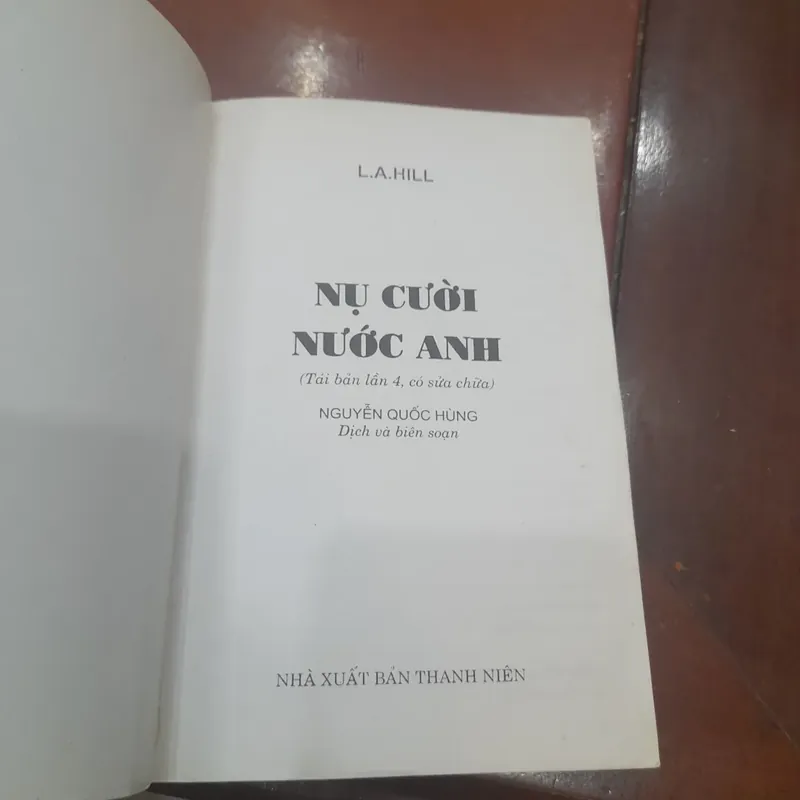 L.A.HILL
NỤ CƯỜI
NƯỚC ANH
(Tái bản lần 4, có sửa chữa)
NGUYỄN QUỐC HÙNG
Dịch và biên soạn
NHÀ XUẤT BẢN THANH NIÊN